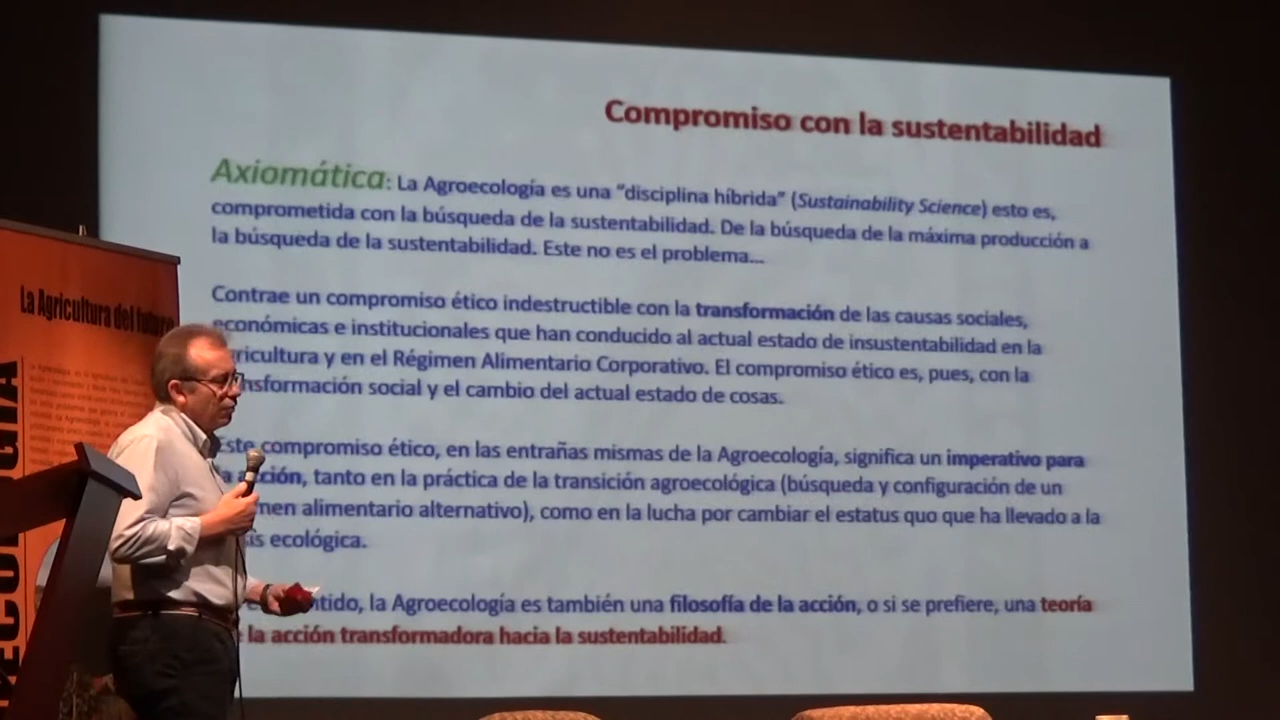 Compromiso con la sustentabilidad
Axiomática: La Agroecología es una "disciplina híbrida" (Sustainability Science) esto es,
comprometida con la búsqueda de la sustentabilidad. De la búsqueda de la máxima producción a
la búsqueda de la sustentabilidad. Este no es el problema...
Contrae un compromiso ético indestructible con la transformación de las causas sociales,
económicas e institucionales que han conducido al actual estado de insustentabilidad en la
ricultura y en el Régimen Alimentario Corporativo. El compromiso ético es, pues, con la
nsformación social y el cambio del actual estado de cosas.
Este compromiso ético, en las entrañas mismas de la Agroecología, significa un imperativo para
a acción, tanto en la práctica de la transición agroecológica (búsqueda y configuración de un
men alimentario alternativo), como en la lucha por cambiar el estatus quo que ha llevado a la
is ecológica.
tido, la Agroecología es también una filosofía de la acción, o si se prefiere, una teoría
la acción transformadora hacia la sustentabilidad.
La Agricultura del futuro